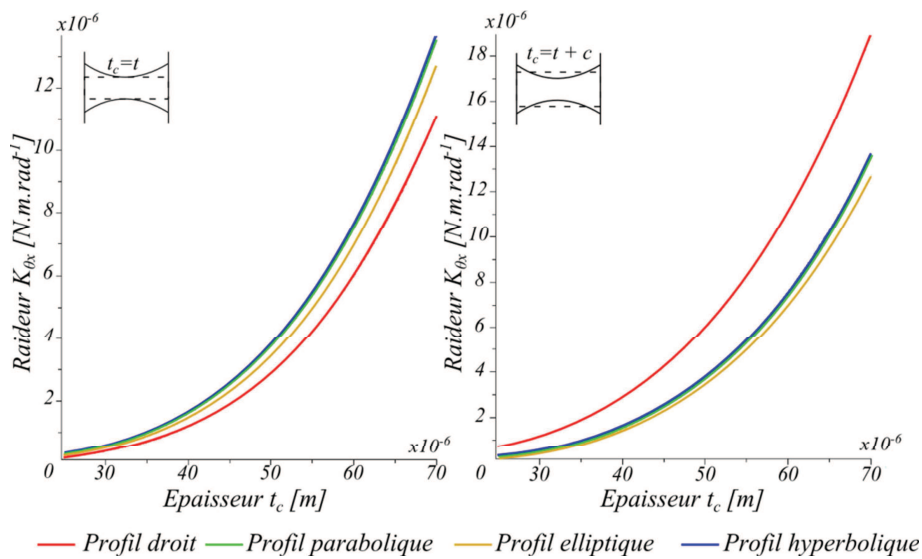 x10⁻⁶
t_c=t
12
10
8
6
4
2
0
Raideur K_θx [N.m.rad⁻¹]
30
40
50
60
70
x10⁻⁶
Epaisseur t_c [m]
x10⁻⁶
t_c=t + c
18
16
14
12
10
8
6
4
2
0
Raideur K_θx [N.m.rad⁻¹]
30
40
50
60
70
x10⁻⁶
Epaisseur t_c [m]
Profil droit
Profil parabolique
Profil elliptique
Profil hyperbolique